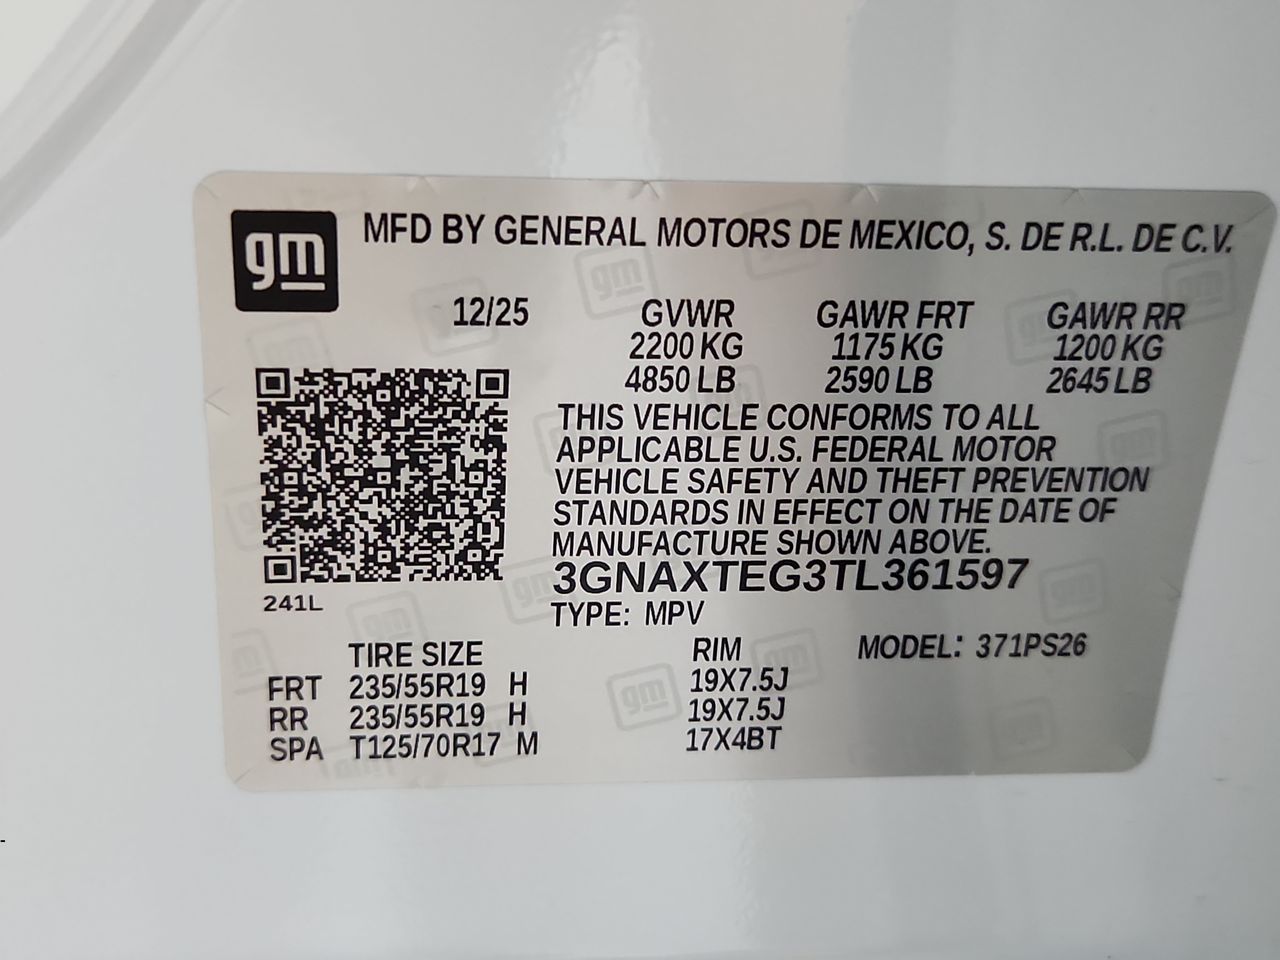 gm
MFD BY GENERAL MOTORS DE MEXICO, S. DE R.L. DE C.V.
12/25 GVWR GAWR FRT GAWR RR
2200 KG 1175 KG 1200 KG
4850 LB 2590 LB 2645 LB
THIS VEHICLE CONFORMS TO ALL
APPLICABLE U.S. FEDERAL MOTOR
VEHICLE SAFETY AND THEFT PREVENTION
STANDARDS IN EFFECT ON THE DATE OF
MANUFACTURE SHOWN ABOVE.
3GNAXTEG3TL361597
241L
TYPE: MPV
TIRE SIZE RIM MODEL: 371PS26
FRT 235/55R19 H 19X7.5J
RR 235/55R19 H 19X7.5J
SPA T125/70R17 M 17X4BT